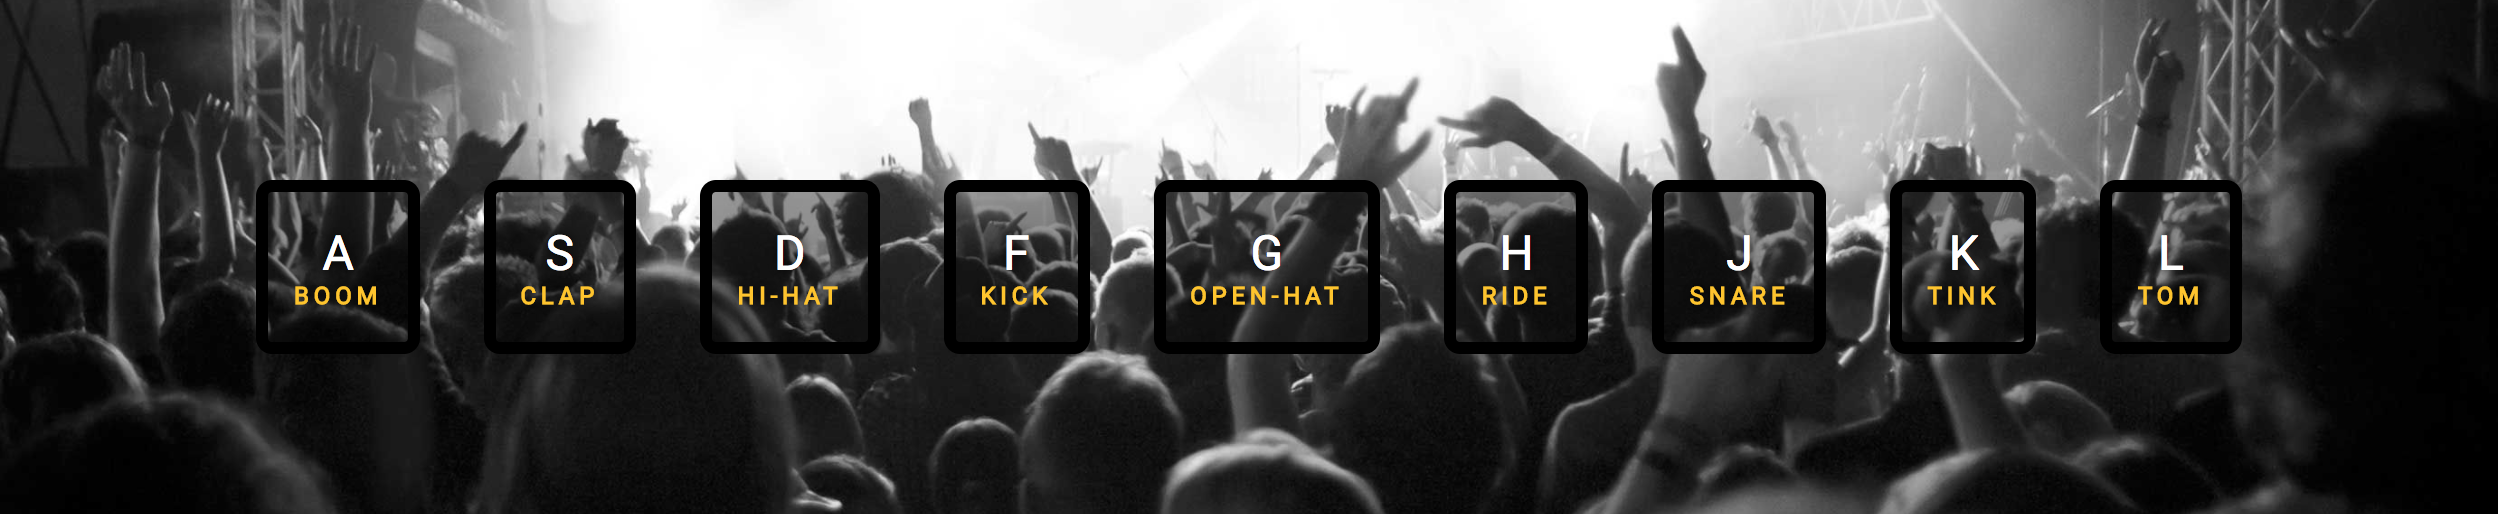 A
BOOM
S
CLAP
D
HI-HAT
F
KICK
G
OPEN-HAT
H
RIDE
J
SNARE
K
TINK
L
TOM